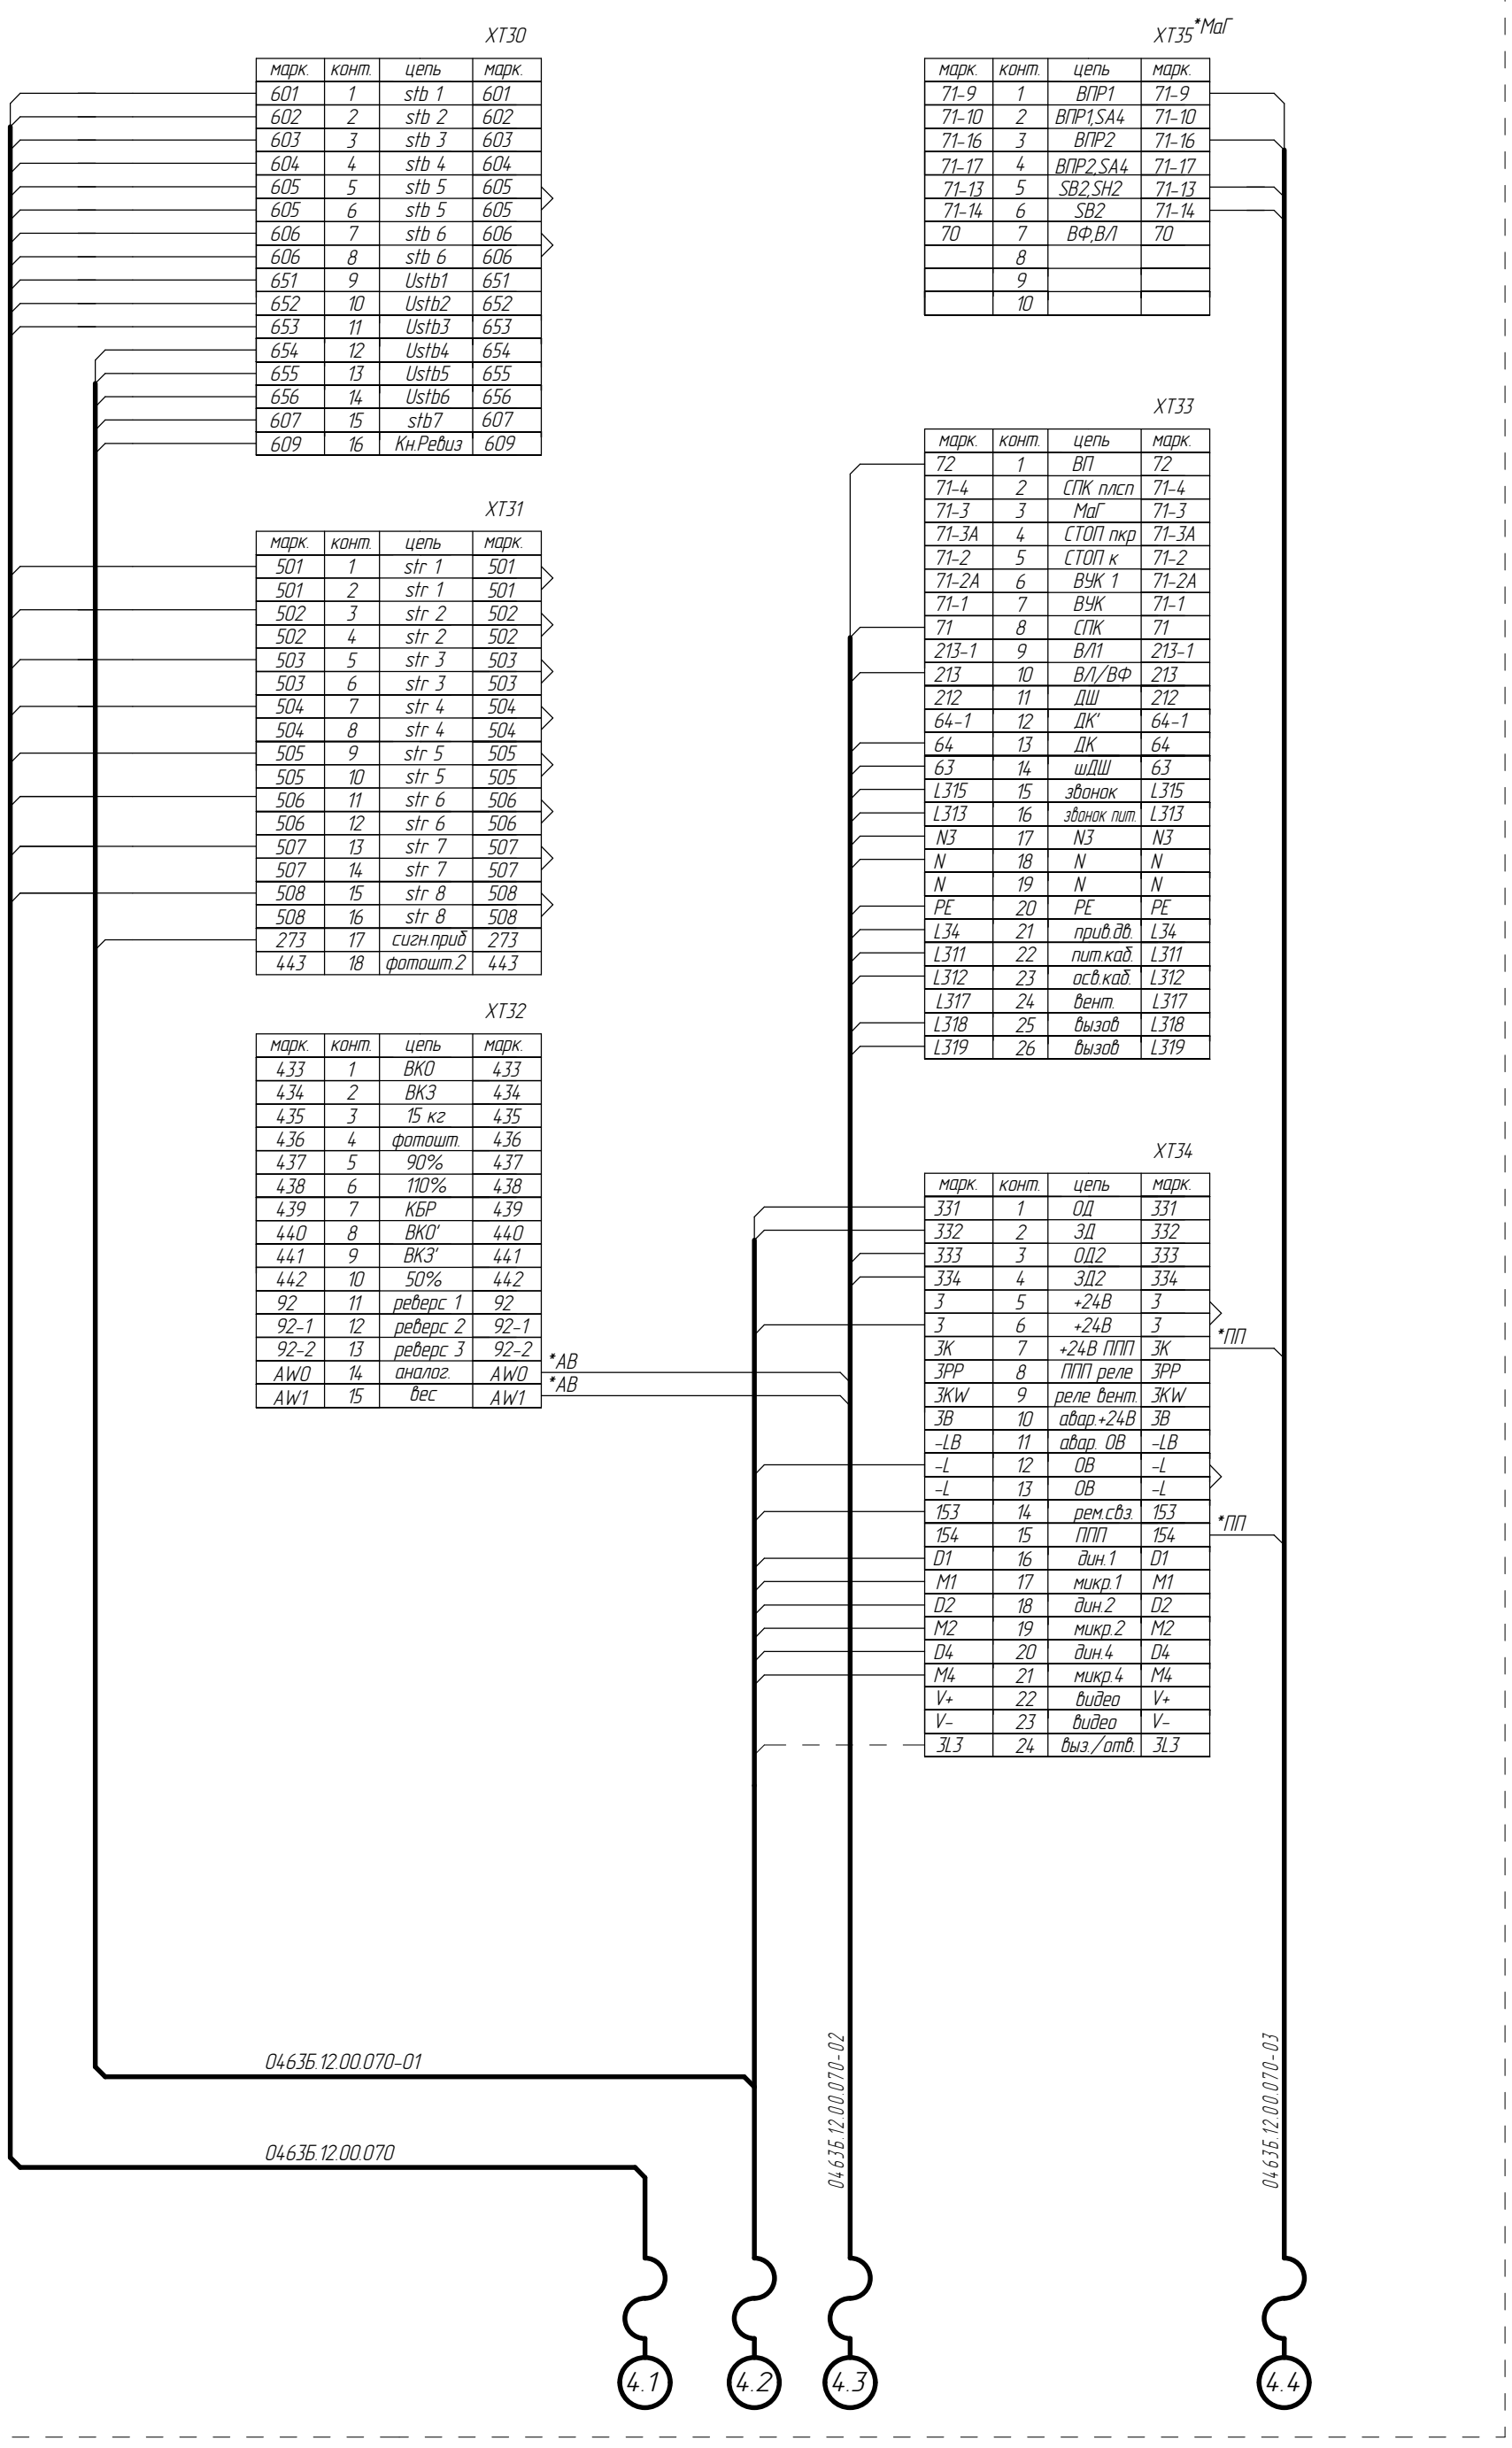 XT30
марк. конт. цепь марк.
601 1 stb 1 601
602 2 stb 2 602
603 3 stb 3 603
604 4 stb 4 604
605 5 stb 5 605
605 6 stb 5 605
606 7 stb 6 606
606 8 stb 6 606
651 9 Ustb1 651
652 10 Ustb2 652
653 11 Ustb3 653
654 12 Ustb4 654
655 13 Ustb5 655
656 14 Ustb6 656
607 15 stb7 607
609 16 Кн.Ревиз 609
XT31
марк. конт. цепь марк.
501 1 str 1 501
501 2 str 1 501
502 3 str 2 502
502 4 str 2 502
503 5 str 3 503
503 6 str 3 503
504 7 str 4 504
504 8 str 4 504
505 9 str 5 505
505 10 str 5 505
506 11 str 6 506
506 12 str 6 506
507 13 str 7 507
507 14 str 7 507
508 15 str 8 508
508 16 str 8 508
273 17 сигн.приб 273
443 18 фотошт.2 443
XT32
марк. конт. цепь марк.
433 1 ВКО 433
434 2 ВКЗ 434
435 3 15 кг 435
436 4 фотошт. 436
437 5 90% 437
438 6 110% 438
439 7 КБР 439
440 8 ВКО' 440
441 9 ВКЗ' 441
442 10 50% 442
92 11 реверс 1 92
92-1 12 реверс 2 92-1
92-2 13 реверс 3 92-2
AW0 14 аналог. AW0 *АВ
AW1 15 вес AW1 *АВ
XT35 *МаГ
марк. конт. цепь марк.
71-9 1 ВПР1 71-9
71-10 2 ВПР1,SA4 71-10
71-16 3 ВПР2 71-16
71-17 4 ВПР2,SA4 71-17
71-13 5 SB2,SH2 71-13
71-14 6 SB2 71-14
70 7 ВФ,ВЛ 70
8
9
10
XT33
марк. конт. цепь марк.
72 1 ВП 72
71-4 2 СПК плсп 71-4
71-3 3 МаГ 71-3
71-3А 4 СТОП пкр 71-3А
71-2 5 СТОП к 71-2
71-2А 6 ВУК 1 71-2А
71-1 7 ВУК 71-1
71 8 СПК 71
213-1 9 ВЛ1 213-1
213 10 ВЛ/ВФ 213
212 11 ДШ 212
64-1 12 ДК' 64-1
64 13 ДК 64
63 14 шДШ 63
L315 15 звонок L315
L313 16 звонок пит. L313
N3 17 N3 N3
N 18 N N
N 19 N N
PE 20 PE PE
L34 21 прив.дв. L34
L311 22 пит.каб. L311
L312 23 осв.каб. L312
L317 24 вент. L317
L318 25 вызов L318
L319 26 вызов L319
XT34
марк. конт. цепь марк.
331 1 ОД 331
332 2 ЗД 332
333 3 ОД2 333
334 4 ЗД2 334
3 5 +24В 3
3 6 +24В 3
3К 7 +24В ППП 3К *ПП
3РР 8 ППП реле 3РР
3KW 9 реле вент. 3KW
3В 10 авар.+24В 3В
-LB 11 авар. 0В -LB
-L 12 0В -L
-L 13 0В -L
153 14 рем.свз. 153
154 15 ППП 154 *ПП
D1 16 дин.1 D1
M1 17 микр.1 M1
D2 18 дин.2 D2
M2 19 микр.2 M2
D4 20 дин.4 D4
M4 21 микр.4 M4
V+ 22 видео V+
V- 23 видео V-
3L3 24 выз./отв. 3L3
0463Б.12.00.070-01
0463Б.12.00.070
0463Б.12.00.070-02
0463Б.12.00.070-03
4.1 4.2 4.3 4.4